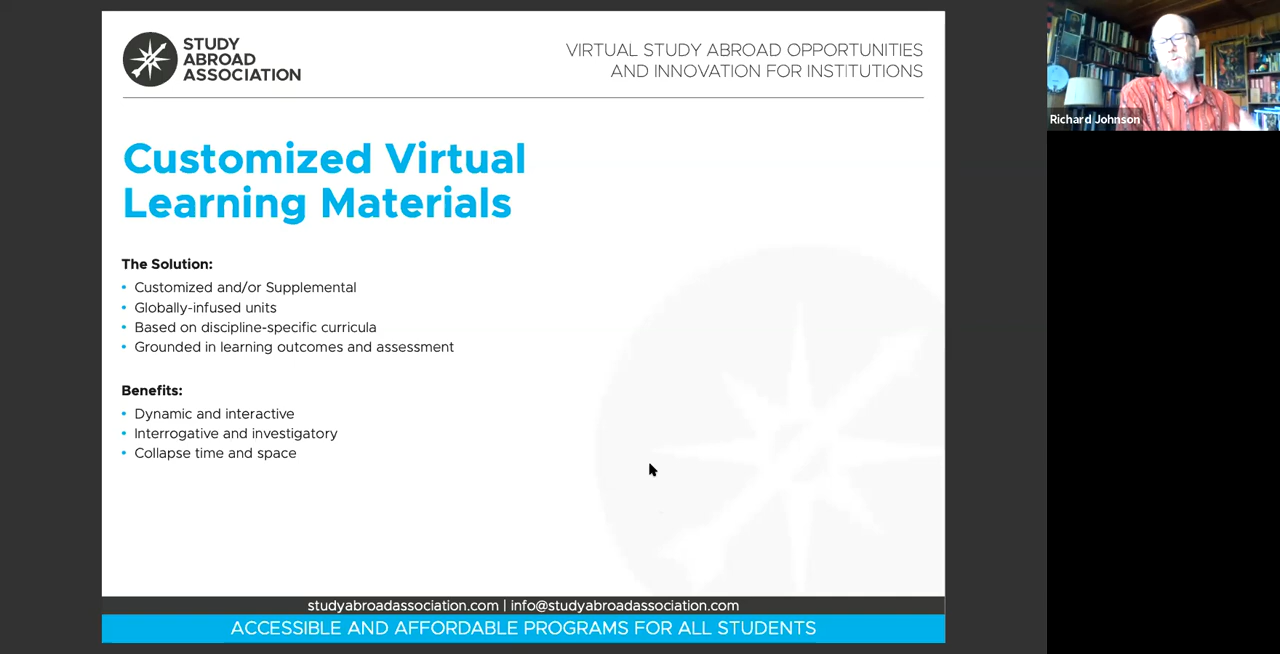 STUDY
ABROAD
ASSOCIATION
VIRTUAL STUDY ABROAD OPPORTUNITIES
AND INNOVATION FOR INSTITUTIONS
Customized Virtual
Learning Materials
The Solution:
• Customized and/or Supplemental
• Globally-infused units
• Based on discipline-specific curricula
• Grounded in learning outcomes and assessment
Benefits:
• Dynamic and interactive
• Interrogative and investigatory
• Collapse time and space
studyabroadassociation.com | info@studyabroadassociation.com
ACCESSIBLE AND AFFORDABLE PROGRAMS FOR ALL STUDENTS
Richard Johnson